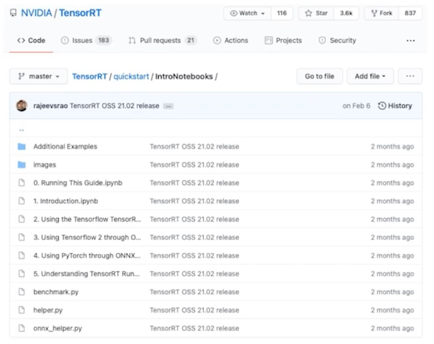 NVIDIA / TensorRT
Watch 116 Star 3.6k Fork 837
Code Issues 183 Pull requests 21 Actions Projects Security ...
master TensorRT / quickstart / IntroNotebooks / Go to file Add file ...
rajeevsrao TensorRT OSS 21.02 release ... on Feb 6 History
..
Additional Examples TensorRT OSS 21.02 release 2 months ago
images TensorRT OSS 21.02 release 2 months ago
0. Running This Guide.ipynb TensorRT OSS 21.02 release 2 months ago
1. Introduction.ipynb TensorRT OSS 21.02 release 2 months ago
2. Using the Tensorflow TensorR... TensorRT OSS 21.02 release 2 months ago
3. Using Tensorflow 2 through O... TensorRT OSS 21.02 release 2 months ago
4. Using PyTorch through ONNX... TensorRT OSS 21.02 release 2 months ago
5. Understanding TensorRT Run... TensorRT OSS 21.02 release 2 months ago
benchmark.py TensorRT OSS 21.02 release 2 months ago
helper.py TensorRT OSS 21.02 release 2 months ago
onnx_helper.py TensorRT OSS 21.02 release 2 months ago